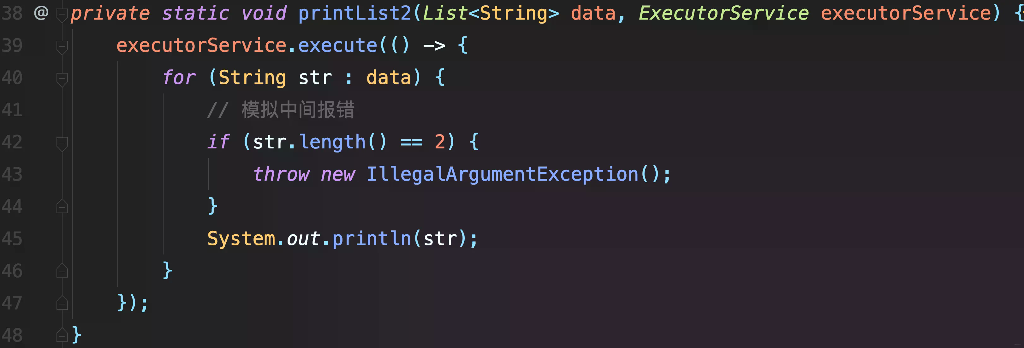 38 @ private static void printList2(List<String> data, ExecutorService executorService) {
39 executorService.execute(() -> {
40 for (String str : data) {
41 // 模拟中间报错
42 if (str.length() == 2) {
43 throw new IllegalArgumentException();
44 }
45 System.out.println(str);
46 }
47 });
48 }